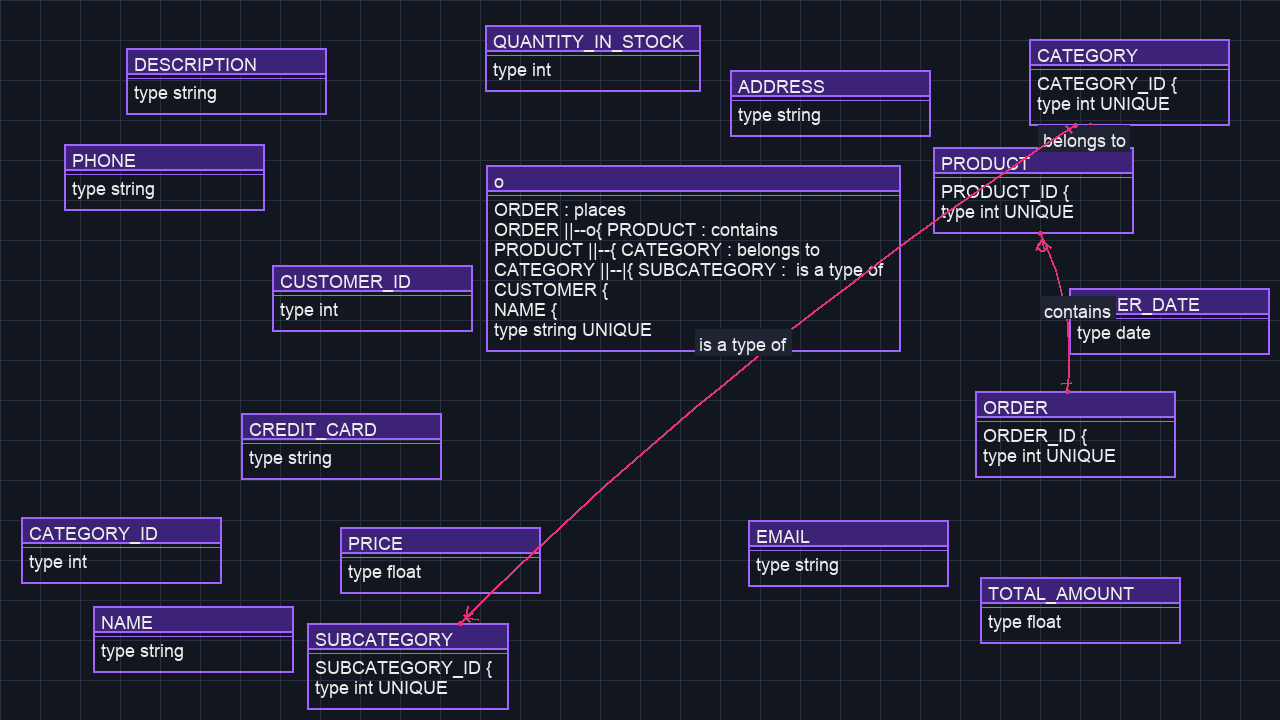 QUANTITY_IN_STOCK
type int
CATEGORY
CATEGORY_ID {
type int UNIQUE
DESCRIPTION
type string
ADDRESS
type string
belongs to
PHONE
type string
PRODUCT
PRODUCT_ID {
type int UNIQUE
o
ORDER : places
ORDER ||--o{ PRODUCT : contains
PRODUCT ||--{ CATEGORY : belongs to
CATEGORY ||--|{ SUBCATEGORY :  is a type of
CUSTOMER {
NAME {
type string UNIQUE
CUSTOMER_ID
type int
contains
ER_DATE
type date
is a type of
ORDER
ORDER_ID {
type int UNIQUE
CREDIT_CARD
type string
CATEGORY_ID
type int
PRICE
type float
EMAIL
type string
TOTAL_AMOUNT
type float
NAME
type string
SUBCATEGORY
SUBCATEGORY_ID {
type int UNIQUE